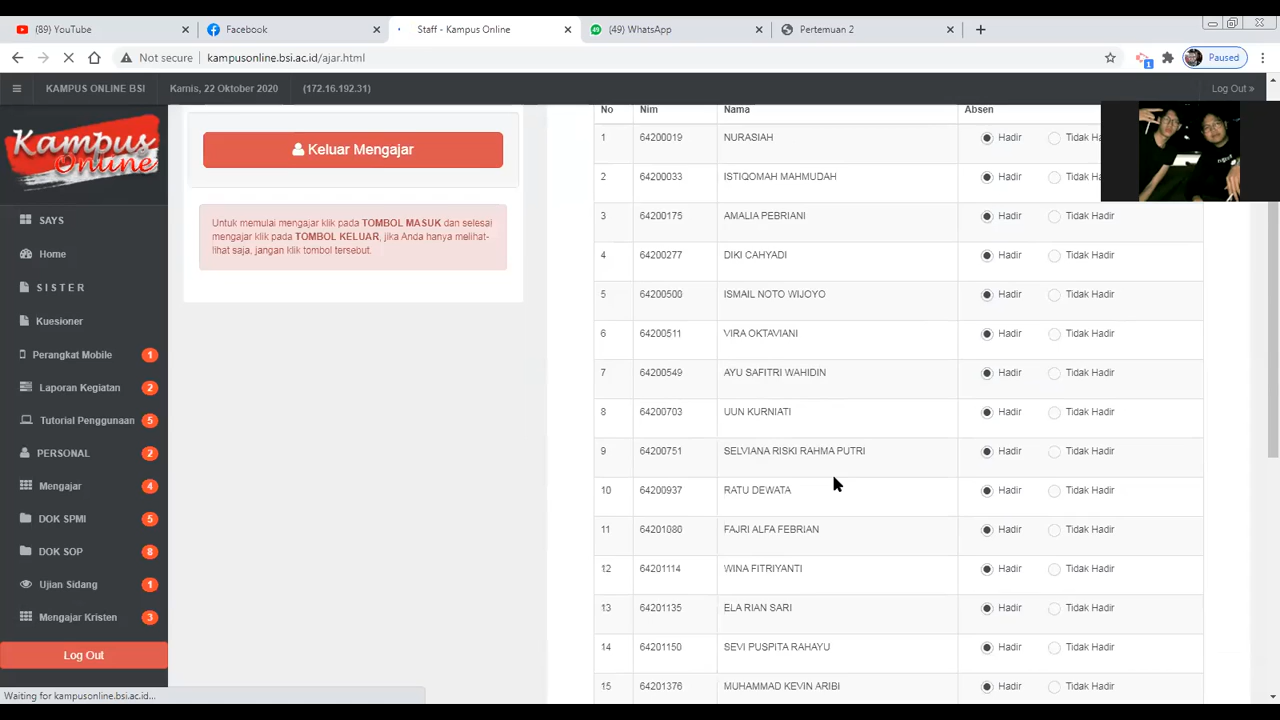 (89) YouTube
Facebook
Staff - Kampus Online
(49) WhatsApp
Pertemuan 2
Not secure
kampusonline.bsi.ac.id/ajar.html
1
Paused
KAMPUS ONLINE BSI
Kamis, 22 Oktober 2020
(172.16.192.31)
Log Out »
Kampus
Online
SAYS
Home
S I S T E R
Kuesioner
Perangkat Mobile 1
Laporan Kegiatan 2
Tutorial Penggunaan 5
PERSONAL 2
Mengajar 4
DOK SPMI 5
DOK SOP 8
Ujian Sidang 1
Mengajar Kristen 3
Log Out
Waiting for kampusonline.bsi.ac.id...
Keluar Mengajar
Untuk memulai mengajar klik pada TOMBOL MASUK dan selesai
mengajar klik pada TOMBOL KELUAR, jika Anda hanya melihat-
lihat saja, jangan klik tombol tersebut.
No Nim Nama Absen
1 64200019 NURASIAH Hadir Tidak Ha
2 64200033 ISTIQOMAH MAHMUDAH Hadir Tidak Ha
3 64200175 AMALIA PEBRIANI Hadir Tidak Hadir
4 64200277 DIKI CAHYADI Hadir Tidak Hadir
5 64200500 ISMAIL NOTO WIJOYO Hadir Tidak Hadir
6 64200511 VIRA OKTAVIANI Hadir Tidak Hadir
7 64200549 AYU SAFITRI WAHIDIN Hadir Tidak Hadir
8 64200703 UUN KURNIATI Hadir Tidak Hadir
9 64200751 SELVIANA RISKI RAHMA PUTRI Hadir Tidak Hadir
10 64200937 RATU DEWATA Hadir Tidak Hadir
11 64201080 FAJRI ALFA FEBRIAN Hadir Tidak Hadir
12 64201114 WINA FITRIYANTI Hadir Tidak Hadir
13 64201135 ELA RIAN SARI Hadir Tidak Hadir
14 64201150 SEVI PUSPITA RAHAYU Hadir Tidak Hadir
15 64201376 MUHAMMAD KEVIN ARIBI Hadir Tidak Hadir